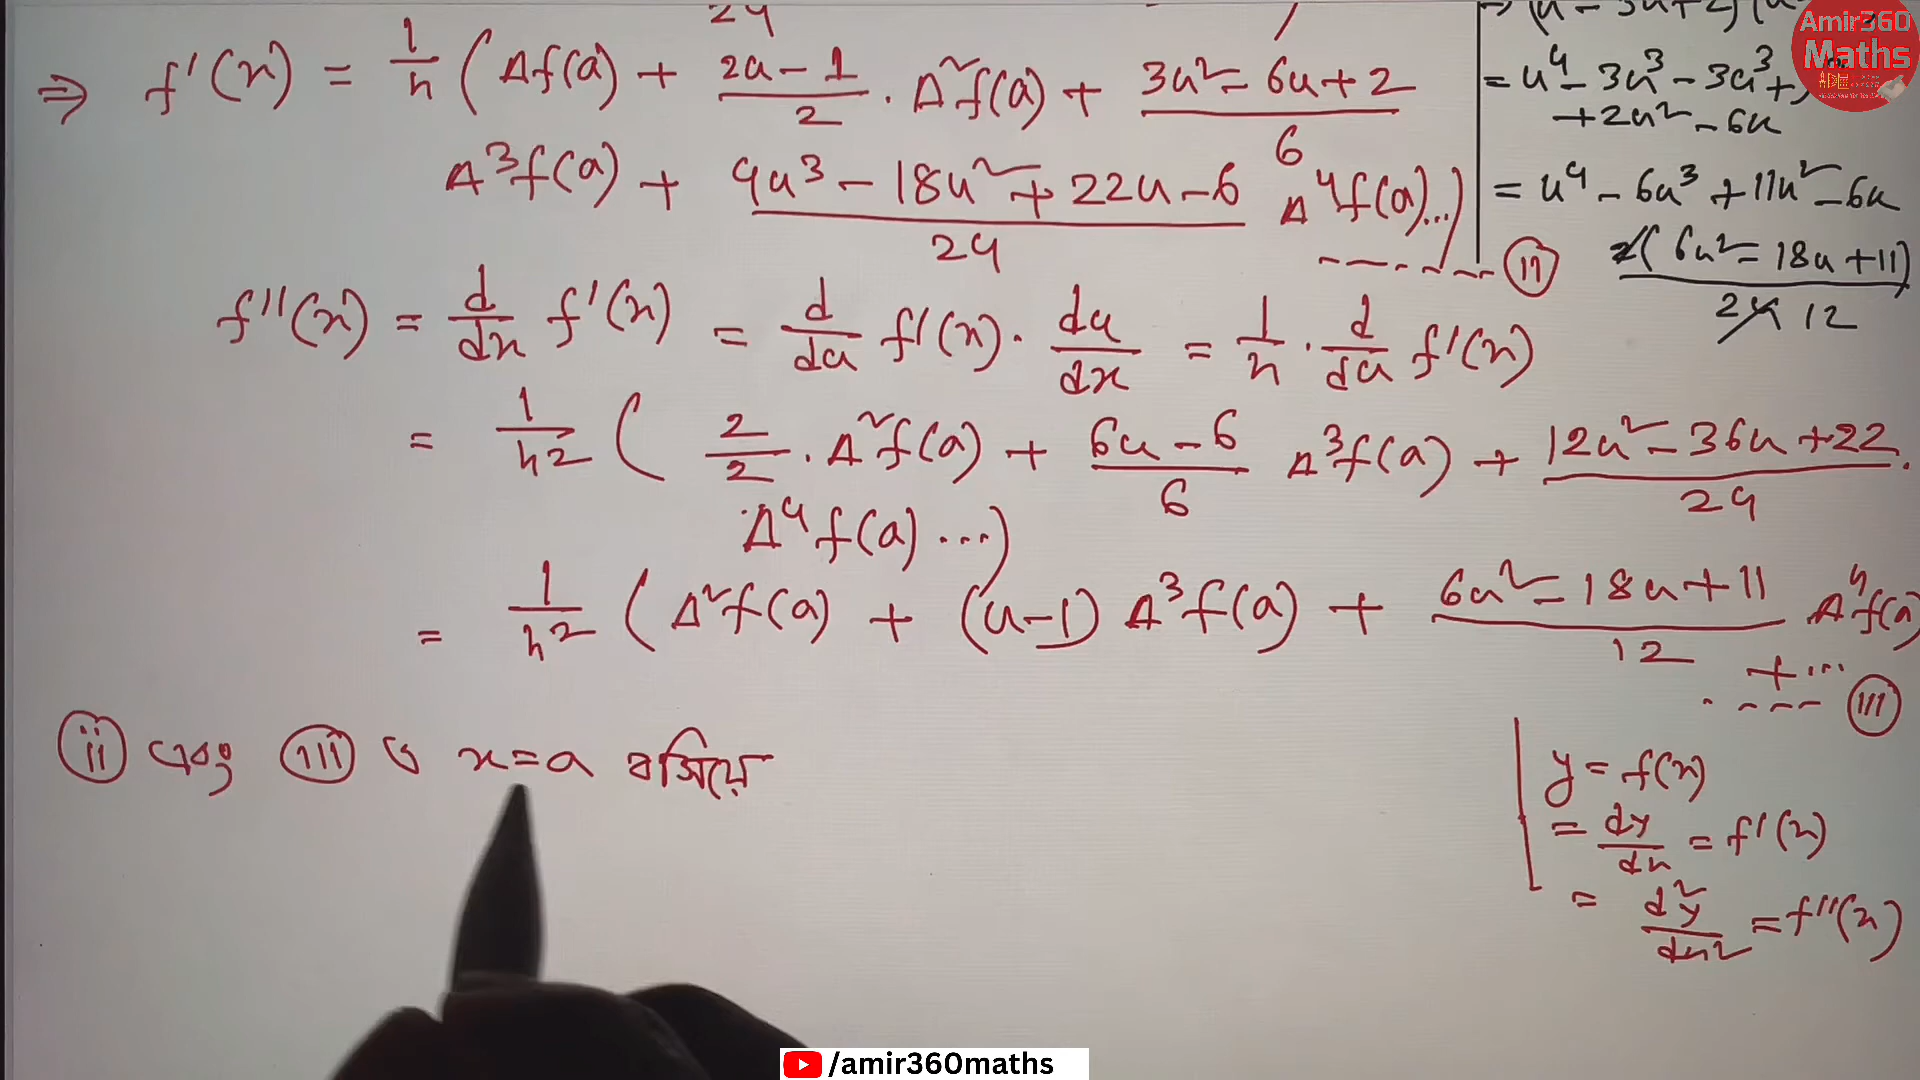 24
⇒ f'(x) = 1/h (Δf(a) + (2u-1)/2 . Δ²f(a) + (3u² - 6u + 2)/6
Δ³f(a) + (4u³ - 18u² + 22u - 6)/24 Δ⁴f(a)...)
------- (ii)
f''(x) = d/dx f'(x) = d/du f'(x) · du/dx = 1/h · d/du f'(x)
= 1/h² ( 2/2 . Δ²f(a) + (6u-6)/6 Δ³f(a) + (12u² - 36u + 22)/24 .
Δ⁴f(a) ...)
= 1/h² ( Δ²f(a) + (u-1) Δ³f(a) + (6u² - 18u + 11)/12 Δ⁴f(a)
+ ...
. ---- (iii)
(ii) এবং (iii) এ x=a বসিয়ে
= u⁴ - 3u³ - 3u³ +
+2u² - 6u
= u⁴ - 6u³ + 11u² - 6u
2(6u² - 18u + 11)
24 12
y = f(x)
= dy/dx = f'(x)
= d²y/dx² = f''(x)
Amir360
Maths
/amir360maths